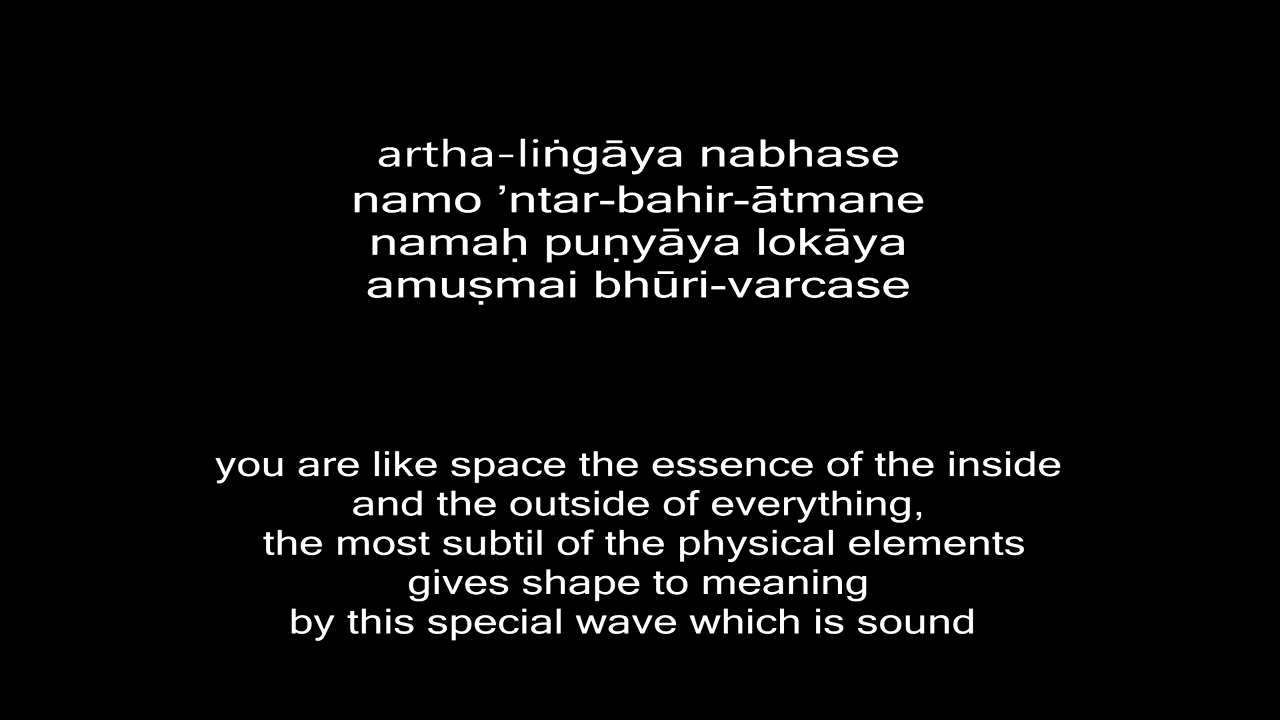 artha-liṅgāya nabhase
namo ’ntar-bahir-ātmane
namaḥ puṇyāya lokāya
amuṣmai bhūri-varcase
you are like space the essence of the inside
and the outside of everything,
the most subtil of the physical elements
gives shape to meaning
by this special wave which is sound